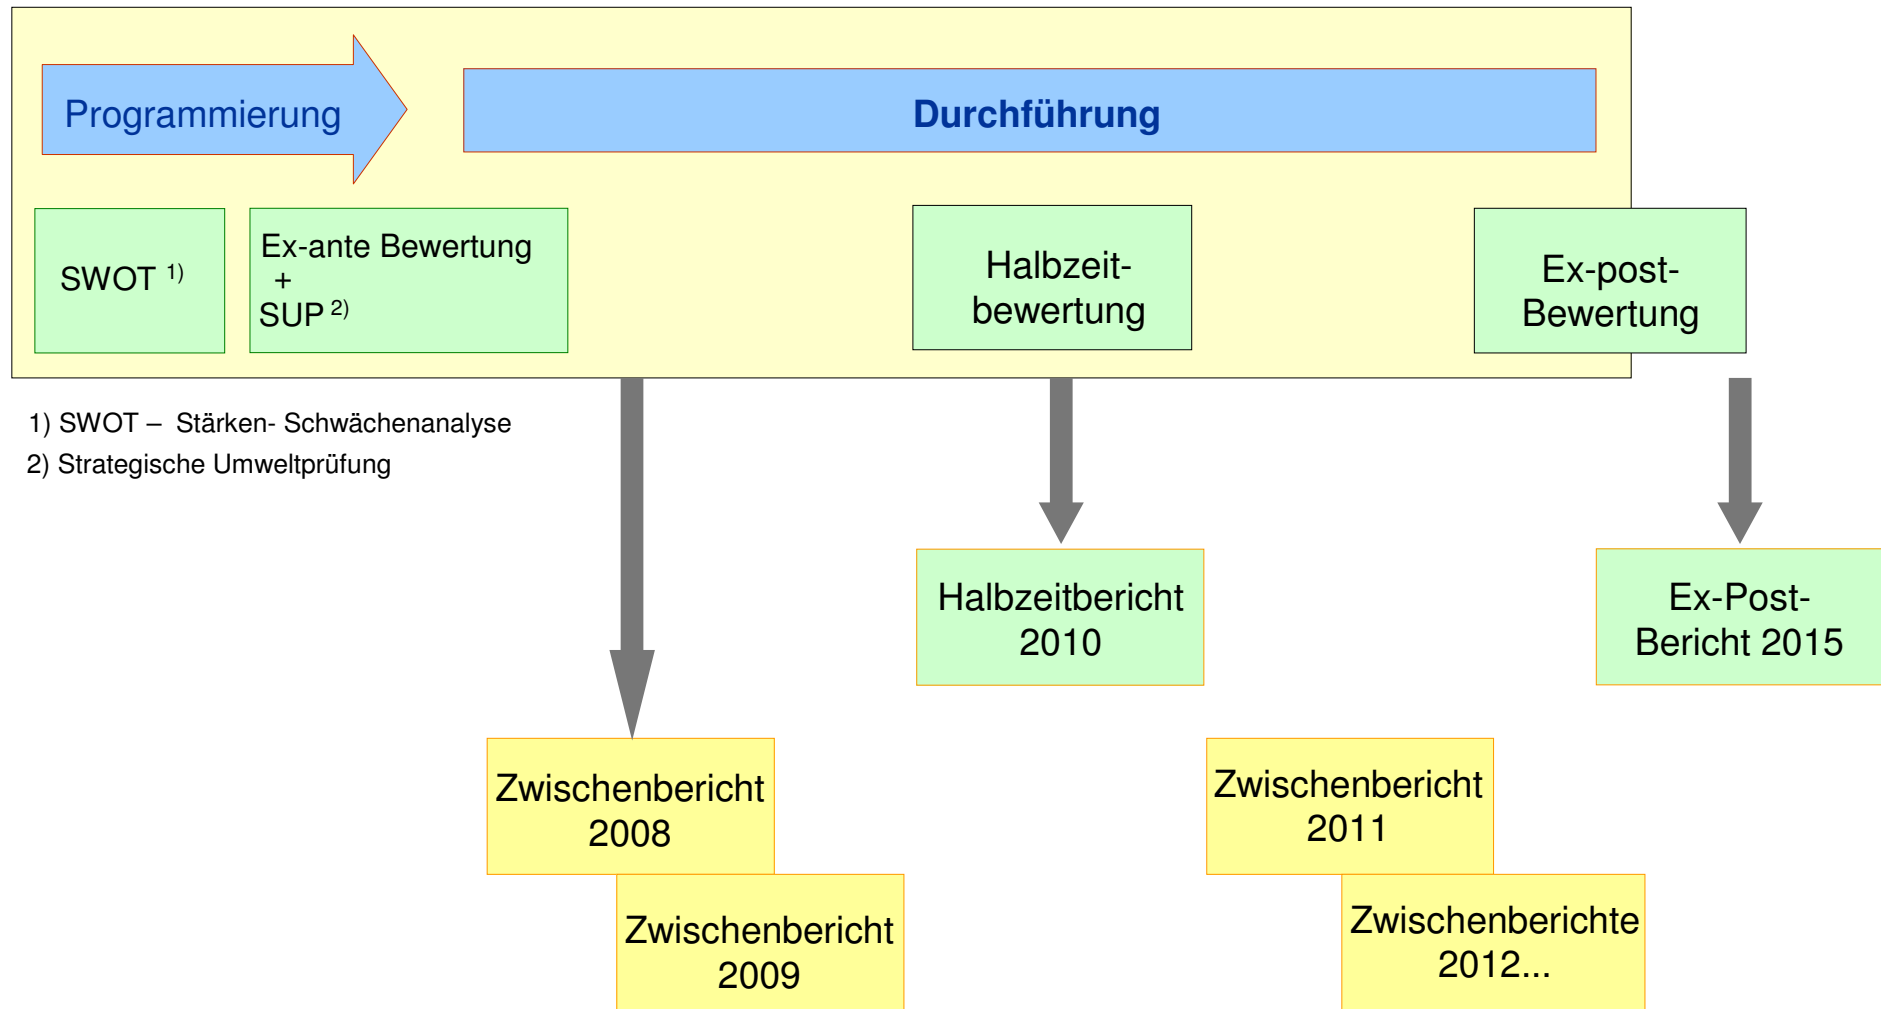 Programmierung
Durchführung
SWOT 1)
Ex-ante Bewertung
+
SUP 2)
Halbzeit-
bewertung
Ex-post-
Bewertung
1) SWOT – Stärken- Schwächenanalyse
2) Strategische Umweltprüfung
Halbzeitbericht
2010
Ex-Post-
Bericht 2015
Zwischenbericht
2008
Zwischenbericht
2009
Zwischenbericht
2011
Zwischenberichte
2012...